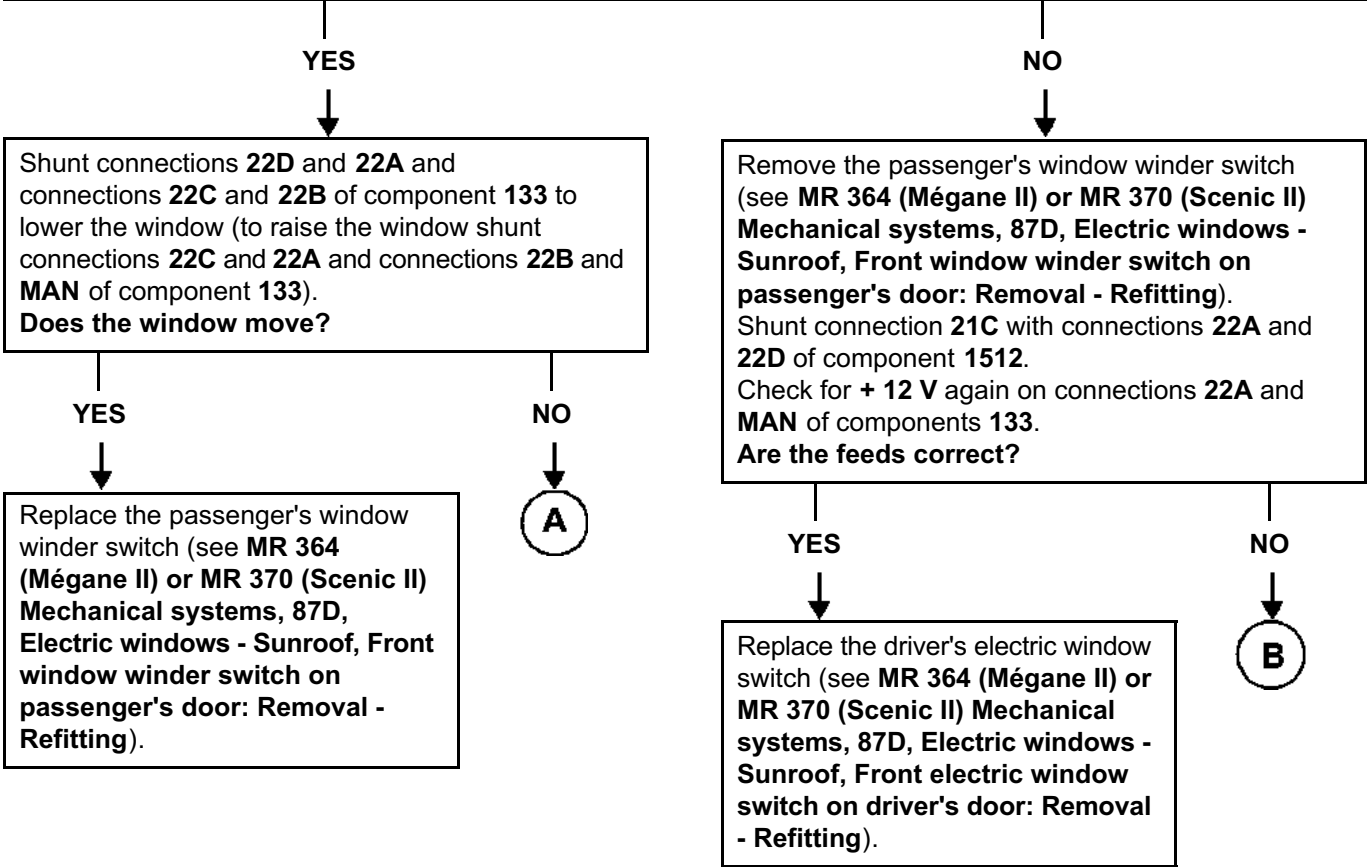 YES
NO
Shunt connections 22D and 22A and
connections 22C and 22B of component 133 to
lower the window (to raise the window shunt
connections 22C and 22A and connections 22B and
MAN of component 133).
Does the window move?
Remove the passenger's window winder switch
(see MR 364 (Mégane II) or MR 370 (Scenic II)
Mechanical systems, 87D, Electric windows -
Sunroof, Front window winder switch on
passenger's door: Removal - Refitting).
Shunt connection 21C with connections 22A and
22D of component 1512.
Check for + 12 V again on connections 22A and
MAN of components 133.
Are the feeds correct?
YES
NO
YES
NO
Replace the passenger's window
winder switch (see MR 364
(Mégane II) or MR 370 (Scenic II)
Mechanical systems, 87D,
Electric windows - Sunroof, Front
window winder switch on
passenger's door: Removal -
Refitting).
A
Replace the driver's electric window
switch (see MR 364 (Mégane II) or
MR 370 (Scenic II) Mechanical
systems, 87D, Electric windows -
Sunroof, Front electric window
switch on driver's door: Removal
- Refitting).
B